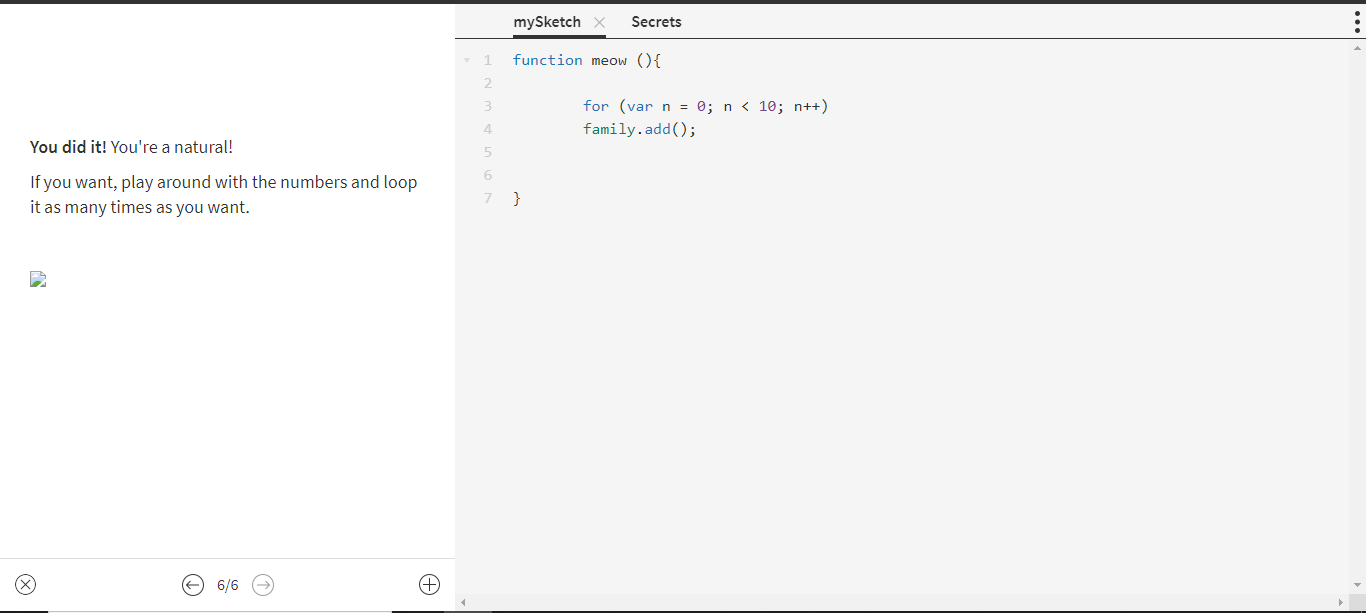 You did it! You're a natural!
If you want, play around with the numbers and loop
it as many times as you want.
6/6
mySketch
Secrets
1 function meow (){
2
3 for (var n = 0; n < 10; n++)
4 family.add();
5
6
7 }